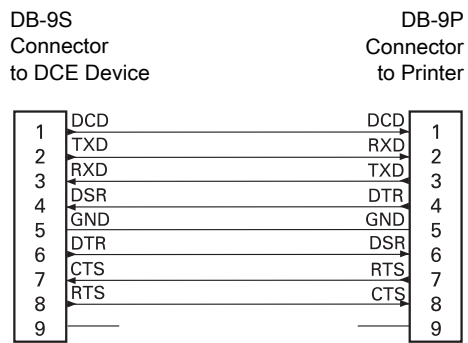 DB-9S
Connector
to DCE Device
DB-9P
Connector
to Printer
1 DCD DCD 1
2 TXD RXD 2
3 RXD TXD 3
4 DSR DTR 4
5 GND GND 5
6 DTR DSR 6
7 CTS RTS 7
8 RTS CTS 8
9 9